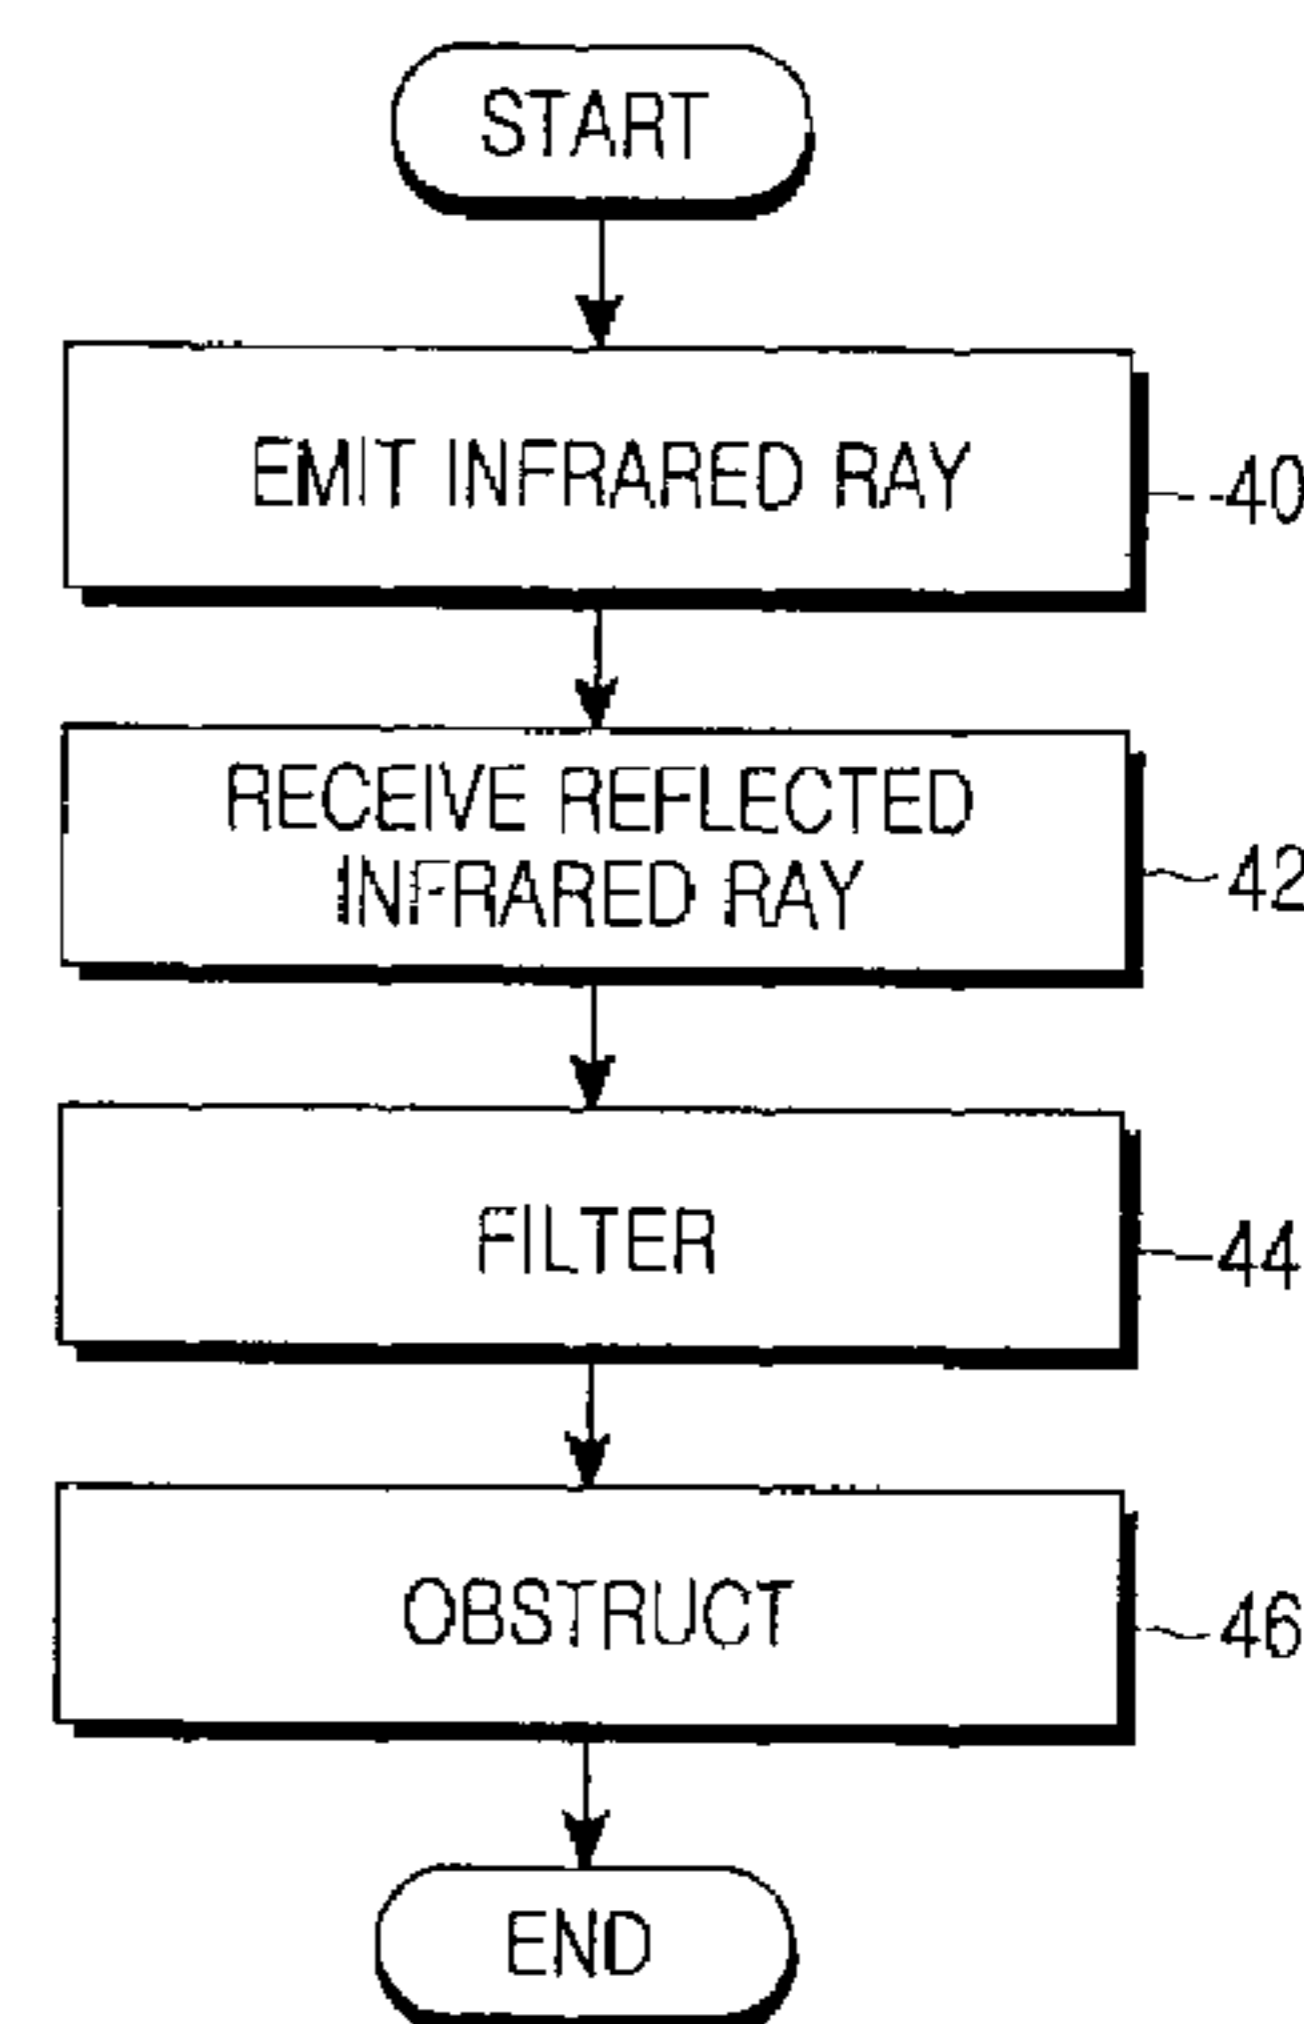 START
EMIT INFRARED RAY
40
RECEIVE REFLECTED
INFRARED RAY
42
FILTER
44
OBSTRUCT
46
END